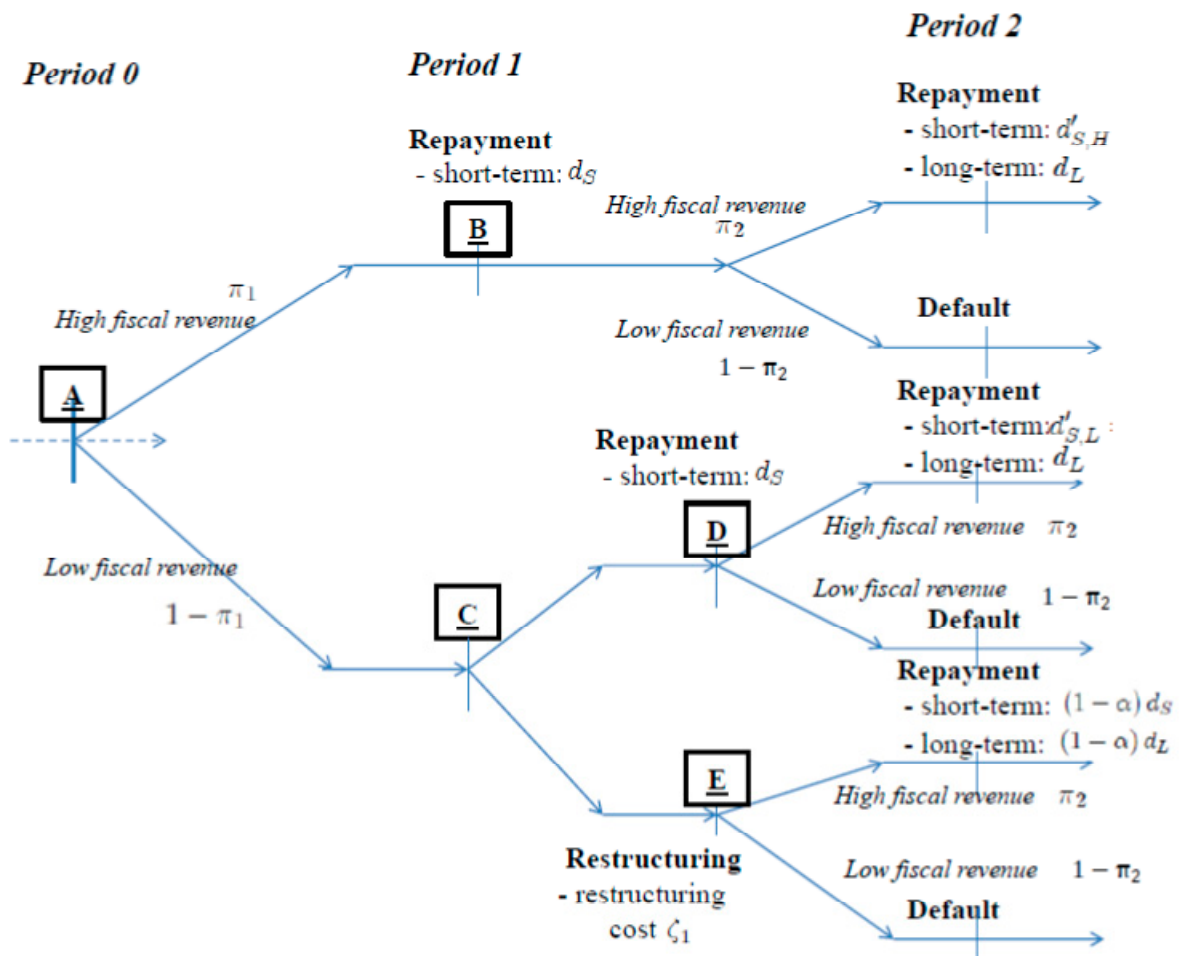 Period 0
Period 1
Period 2
Repayment
- short-term: d′S,H
- long-term: dL
Repayment
- short-term: dS
High fiscal revenue
π2
B
π1
High fiscal revenue
Default
Low fiscal revenue
1 − π2
A
Repayment
- short-term: d′S,L :
- long-term: dL
Repayment
- short-term: dS
D
High fiscal revenue π2
Low fiscal revenue
1 − π1
Low fiscal revenue 1 − π2
Default
C
Repayment
- short-term: (1 − α) dS
- long-term: (1 − α) dL
E
High fiscal revenue π2
Restructuring
- restructuring
cost ζ1
Low fiscal revenue 1 − π2
Default